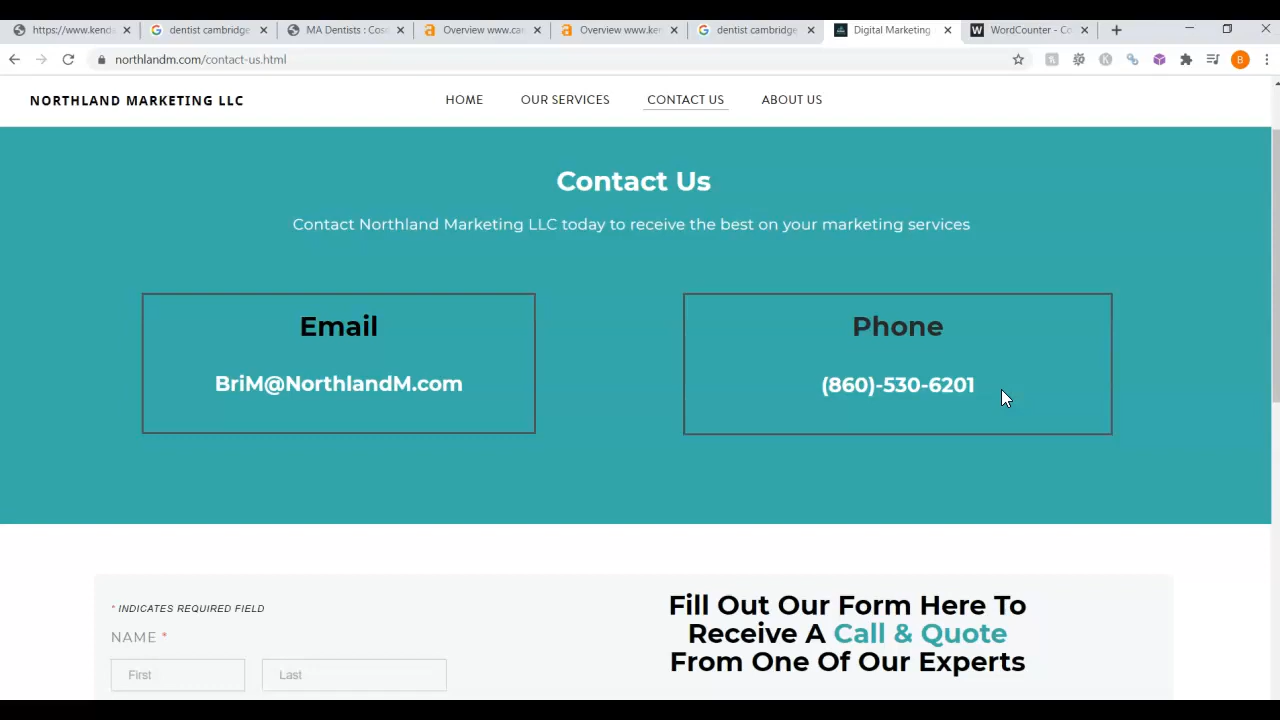 https://www.kenda
dentist cambridge
MA Dentists : Cos
Overview www.ca
Overview www.ke
dentist cambridge
Digital Marketing
WordCounter - Co
northlandm.com/contact-us.html
B
NORTHLAND MARKETING LLC
HOME
OUR SERVICES
CONTACT US
ABOUT US
Contact Us
Contact Northland Marketing LLC today to receive the best on your marketing services
Email
BriM@NorthlandM.com
Phone
(860)-530-6201
* INDICATES REQUIRED FIELD
NAME *
First
Last
Fill Out Our Form Here To
Receive A Call & Quote
From One Of Our Experts